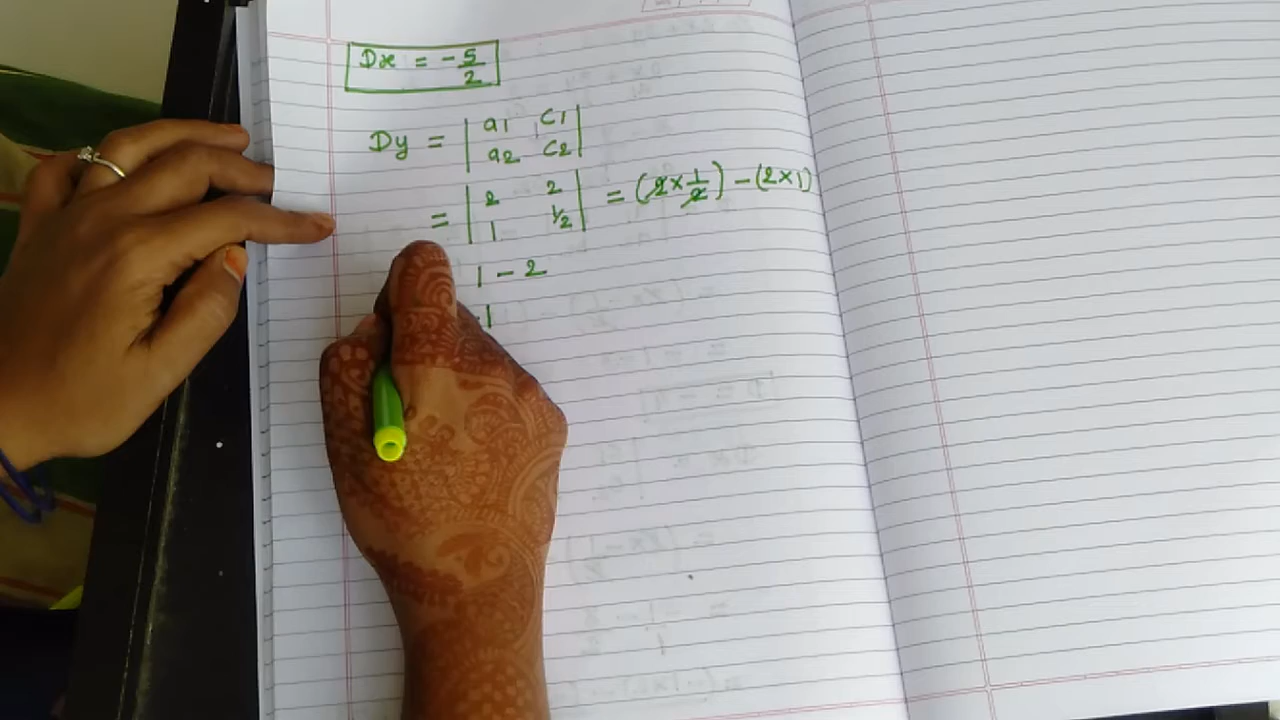 Dx = -5/2
Dy = | a1 c1 |
| a2 c2 |
= | 2 2 | = (2 × 1/2) - (2 × 1)
| 1 1/2 |
1 - 2
-1